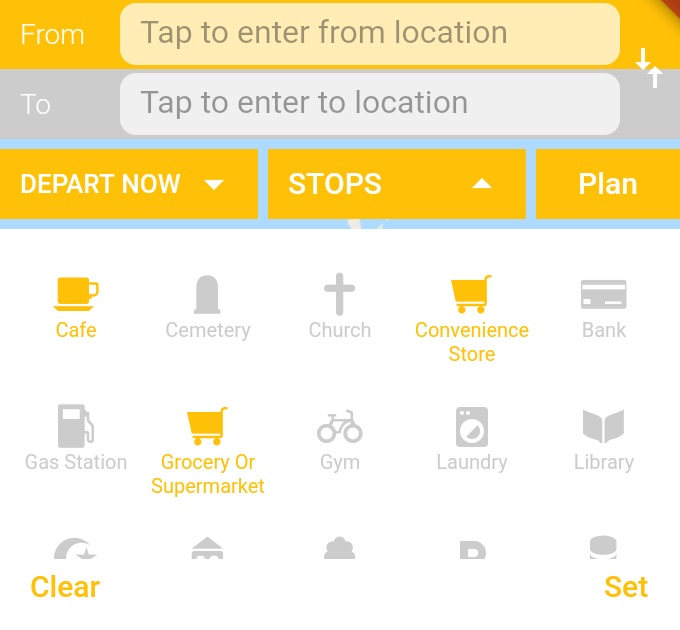 From
Tap to enter from location
To
Tap to enter to location
DEPART NOW
STOPS
Plan
Cafe
Cemetery
Church
Convenience
Store
Bank
Gas Station
Grocery Or
Supermarket
Gym
Laundry
Library
Clear
Set